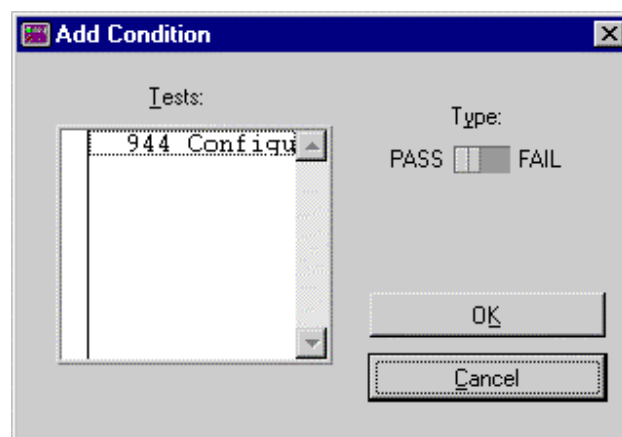 Add Condition
Tests:
944 Configu
Type:
PASS FAIL
OK
Cancel